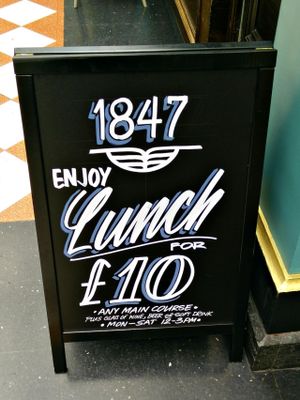 1847
ENJOY
Lunch
FOR
£10
• ANY MAIN COURSE •
PLUS GLASS OF WINE, BEER OR SOFT DRINK
• MON-SAT 12-3PM •